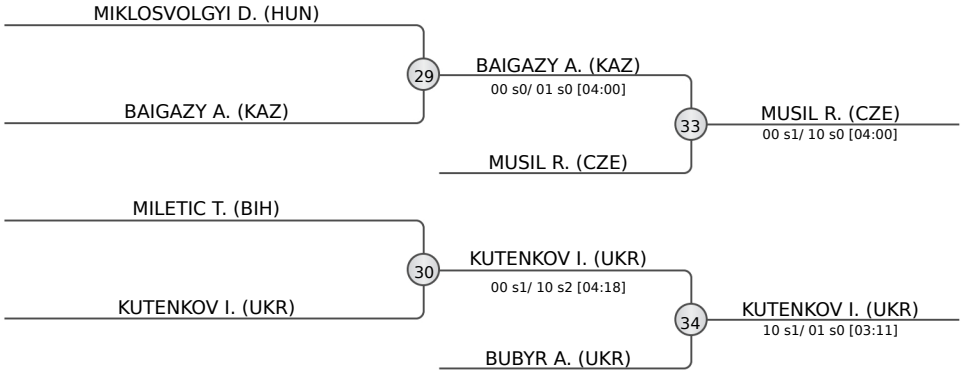 MIKLOSVOLGYI D. (HUN)
29
BAIGAZY A. (KAZ)
00 s0/ 01 s0 [04:00]
BAIGAZY A. (KAZ)
33
MUSIL R. (CZE)
00 s1/ 10 s0 [04:00]
MUSIL R. (CZE)
MILETIC T. (BIH)
30
KUTENKOV I. (UKR)
00 s1/ 10 s2 [04:18]
KUTENKOV I. (UKR)
34
KUTENKOV I. (UKR)
10 s1/ 01 s0 [03:11]
BUBYR A. (UKR)